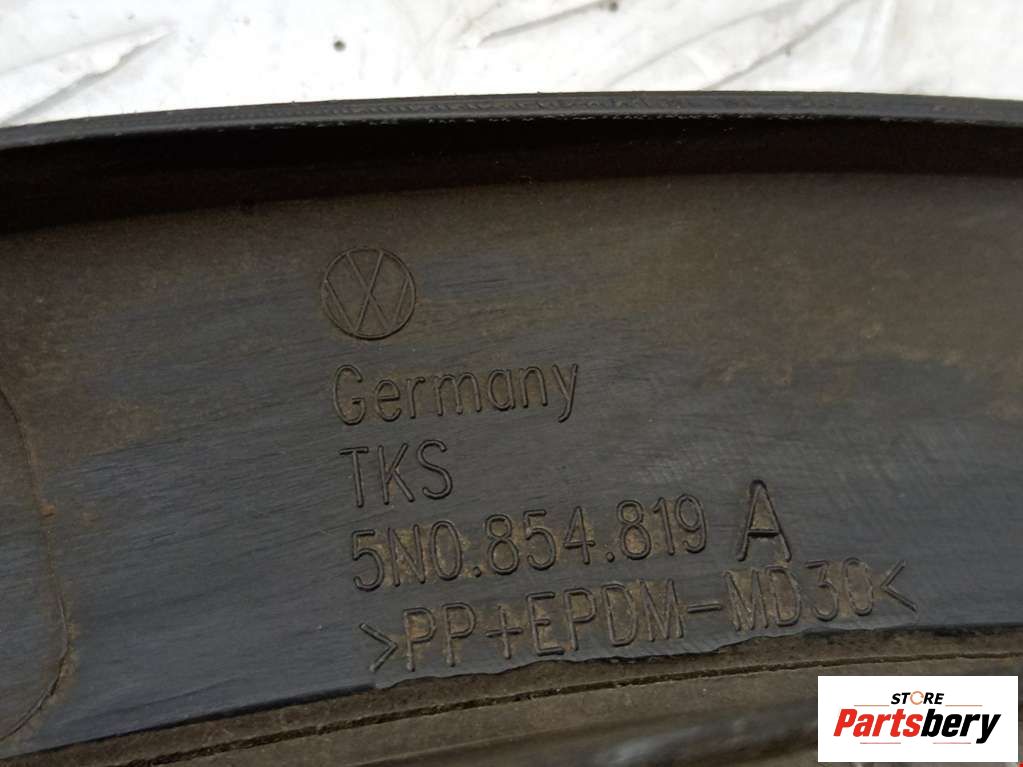 Germany
TKS
5N0.854.819 A
>PP+EPDM-MD30<
STORE
Partsbery